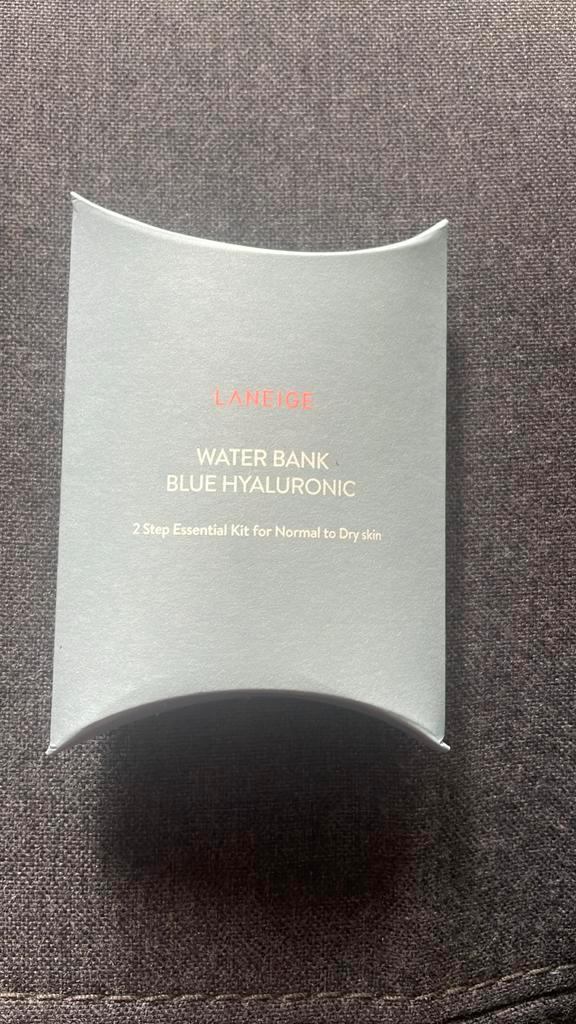 LANEIGE
WATER BANK
BLUE HYALURONIC
2 Step Essential Kit for Normal to Dry skin